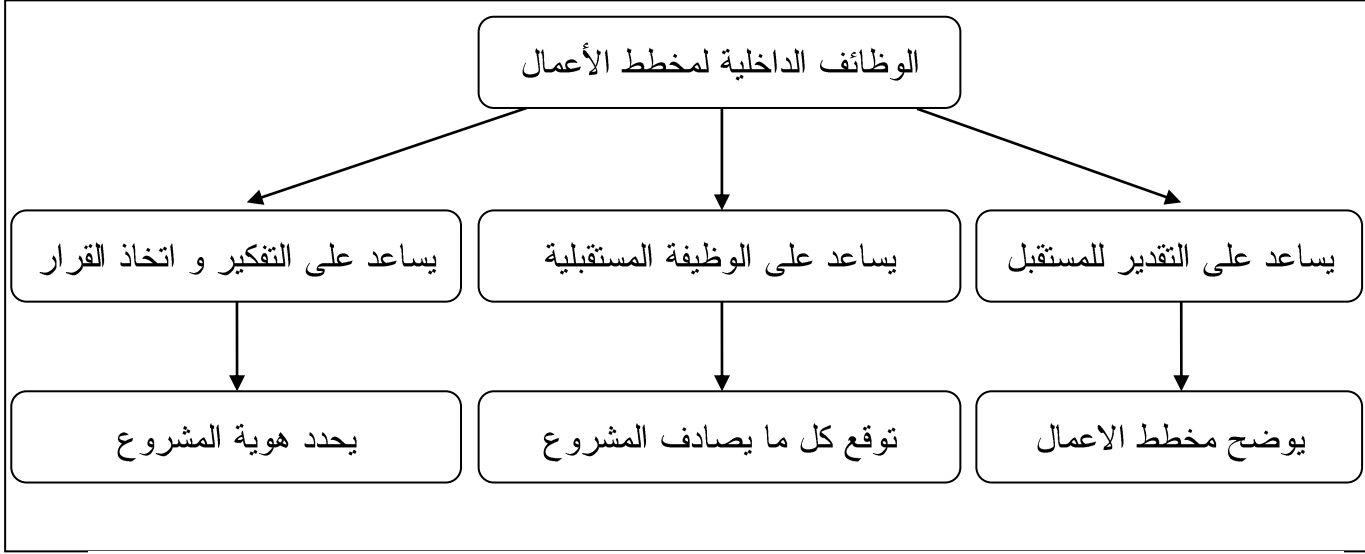 الوظائف الداخلية لمخطط الأعمال
يساعد على التقدير للمستقبل
يساعد على الوظيفة المستقبلية
يساعد على التفكير و اتخاذ القرار
يوضح مخطط الاعمال
توقع كل ما يصادف المشروع
يحدد هوية المشروع